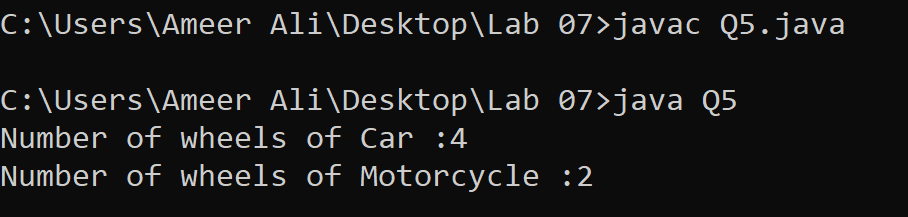 C:\Users\Ameer Ali\Desktop\Lab 07>javac Q5.java
C:\Users\Ameer Ali\Desktop\Lab 07>java Q5
Number of wheels of Car :4
Number of wheels of Motorcycle :2